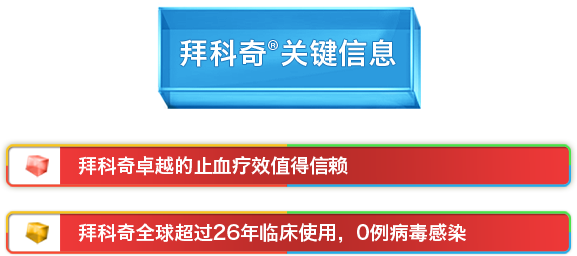 拜科奇®关键信息
拜科奇卓越的止血疗效值得信赖
拜科奇全球超过26年临床使用，0例病毒感染